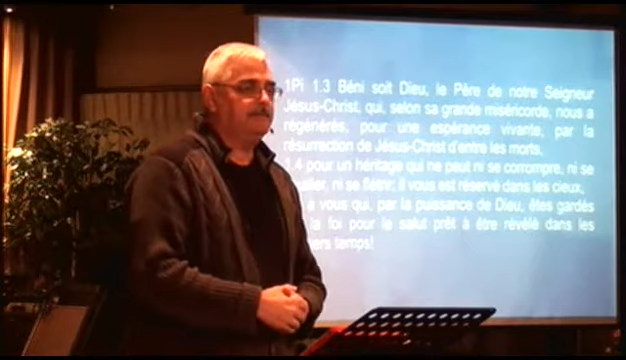 1Pi 1.3 Béni soit Dieu, le Père de notre Seigneur
Jésus-Christ, qui, selon sa grande miséricorde, nous a
régénérés, pour une espérance vivante, par la
résurrection de Jésus-Christ d'entre les morts,
1.4 pour un héritage qui ne peut ni se corrompre, ni se
uiller, ni se flétrir; il vous est réservé dans les cieux,
à vous qui, par la puissance de Dieu, êtes gardés
la foi pour le salut prêt à être révélé dans les
ers temps!